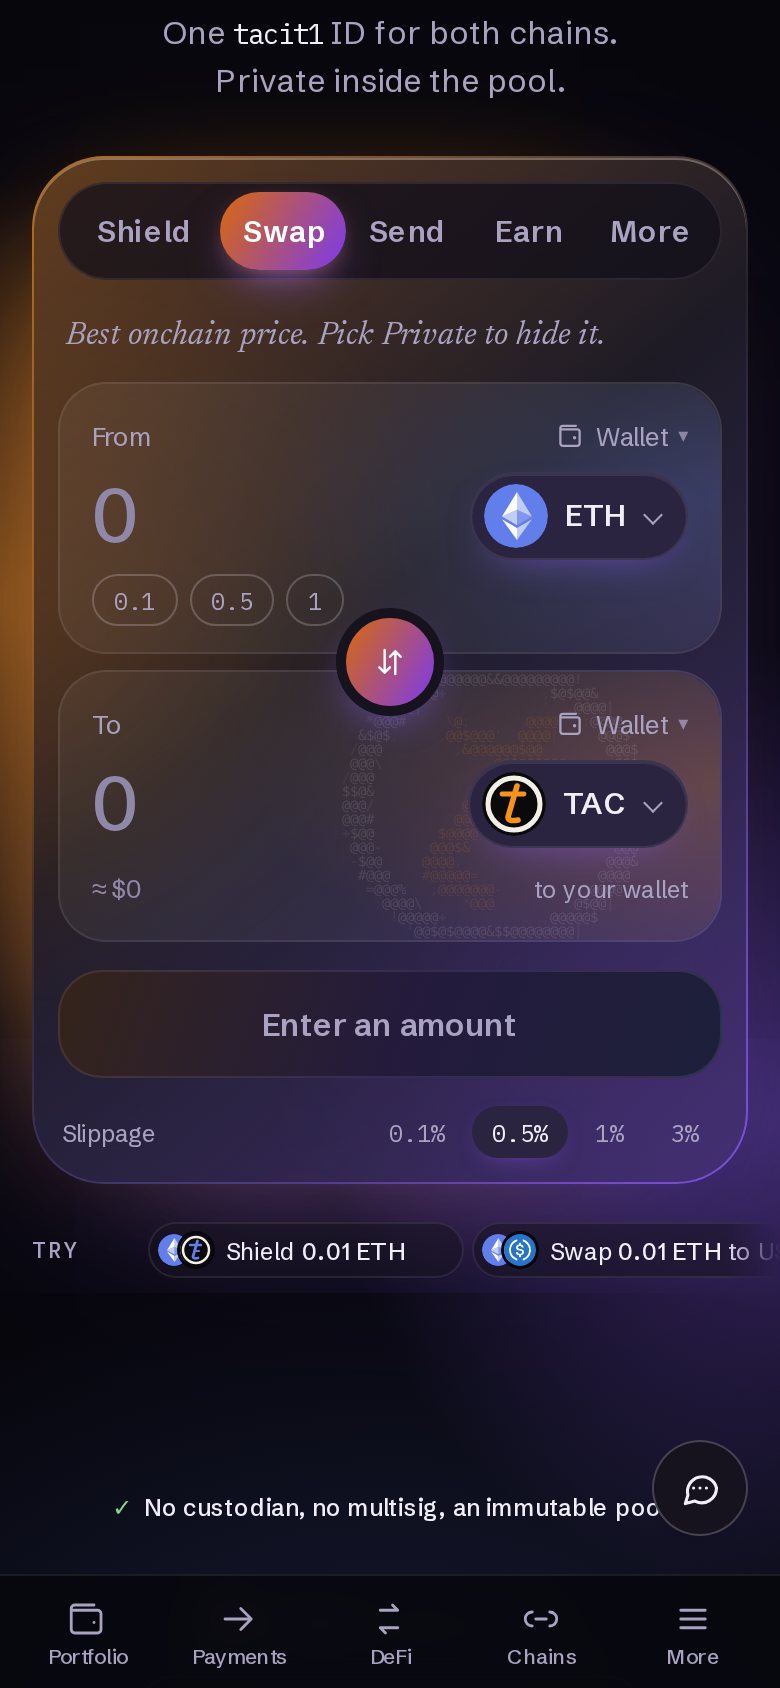 One tacit1 ID for both chains.
Private inside the pool.
Shield Swap Send Earn More
Best onchain price. Pick Private to hide it.
From Wallet ▾
0 ETH
0.1 0.5 1
To Wallet ▾
0 TAC
≈ $0 to your wallet
Enter an amount
Slippage 0.1% 0.5% 1% 3%
TRY Shield 0.01 ETH Swap 0.01 ETH to
✓ No custodian, no multisig, an immutable
Portfolio Payments DeFi Chains More